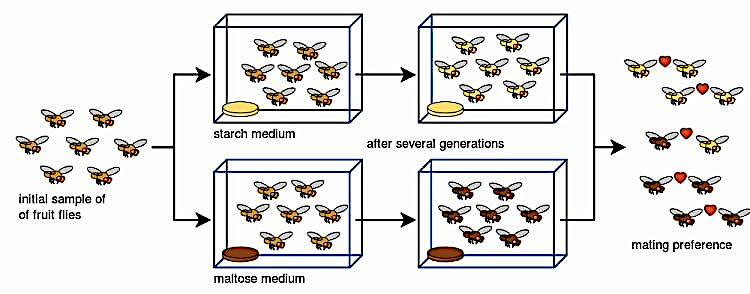 starch medium
after several generations
initial sample of
of fruit flies
maltose medium
mating preference